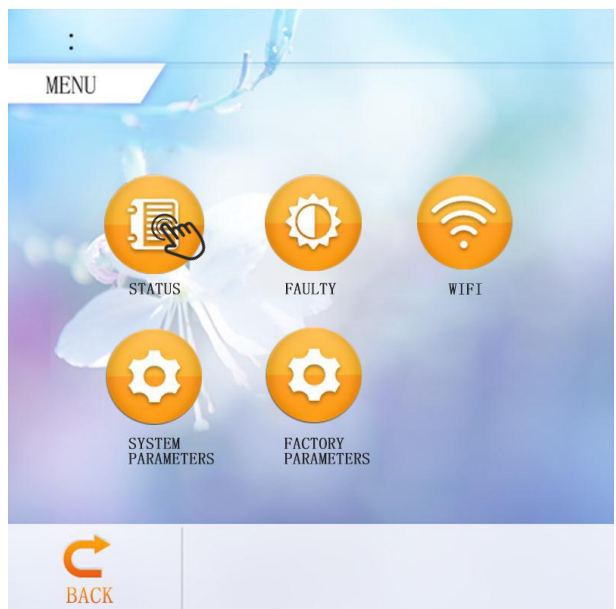 :
MENU
STATUS
FAULTY
WIFI
SYSTEM
PARAMETERS
FACTORY
PARAMETERS
BACK